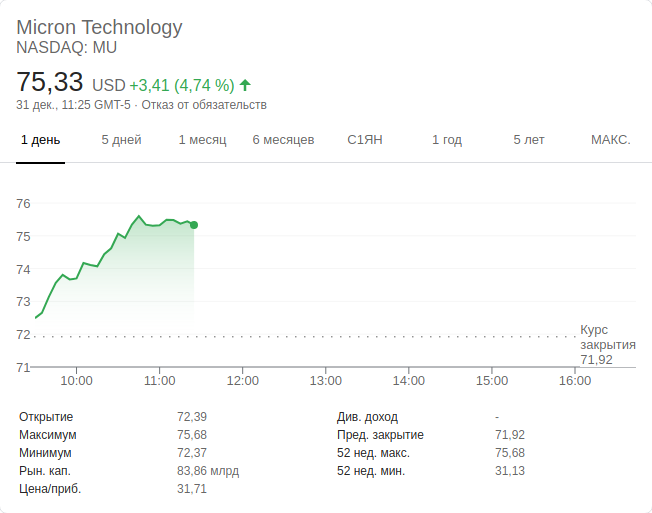 Micron Technology
NASDAQ: MU
75,33 USD +3,41 (4,74 %)
31 дек., 11:25 GMT-5 · Отказ от обязательств
1 день 5 дней 1 месяц 6 месяцев С1ЯН 1 год 5 лет МАКС.
76
75
74
73
72
71
Курс
закрытия
71,92
10:00 11:00 12:00 13:00 14:00 15:00 16:00
Открытие 72,39 Див. доход -
Максимум 75,68 Пред. закрытие 71,92
Минимум 72,37 52 нед. макс. 75,68
Рын. кап. 83,86 млрд 52 нед. мин. 31,13
Цена/приб. 31,71